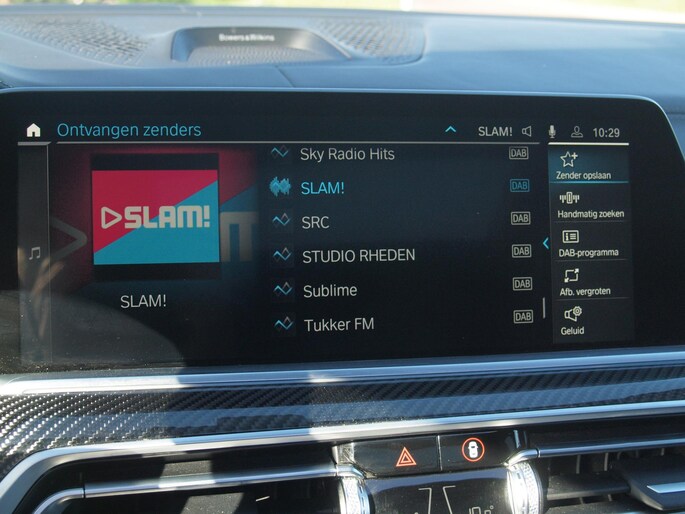 Bowers & Wilkins
Ontvangen zenders
SLAM!
10:29
SLAM!
SLAM!
Sky Radio Hits DAB
SLAM! DAB
SRC DAB
STUDIO RHEDEN DAB
Sublime DAB
Tukker FM DAB
Zender opslaan
Handmatig zoeken
DAB-programma
Afb. vergroten
Geluid